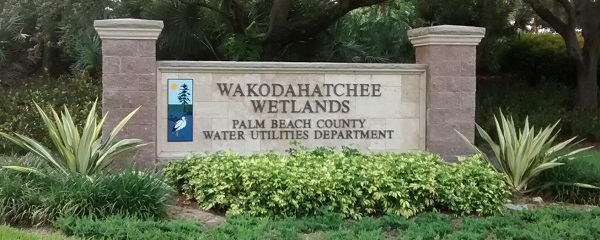 WAKODAHATCHEE
WETLANDS
PALM BEACH COUNTY
WATER UTILITIES DEPARTMENT